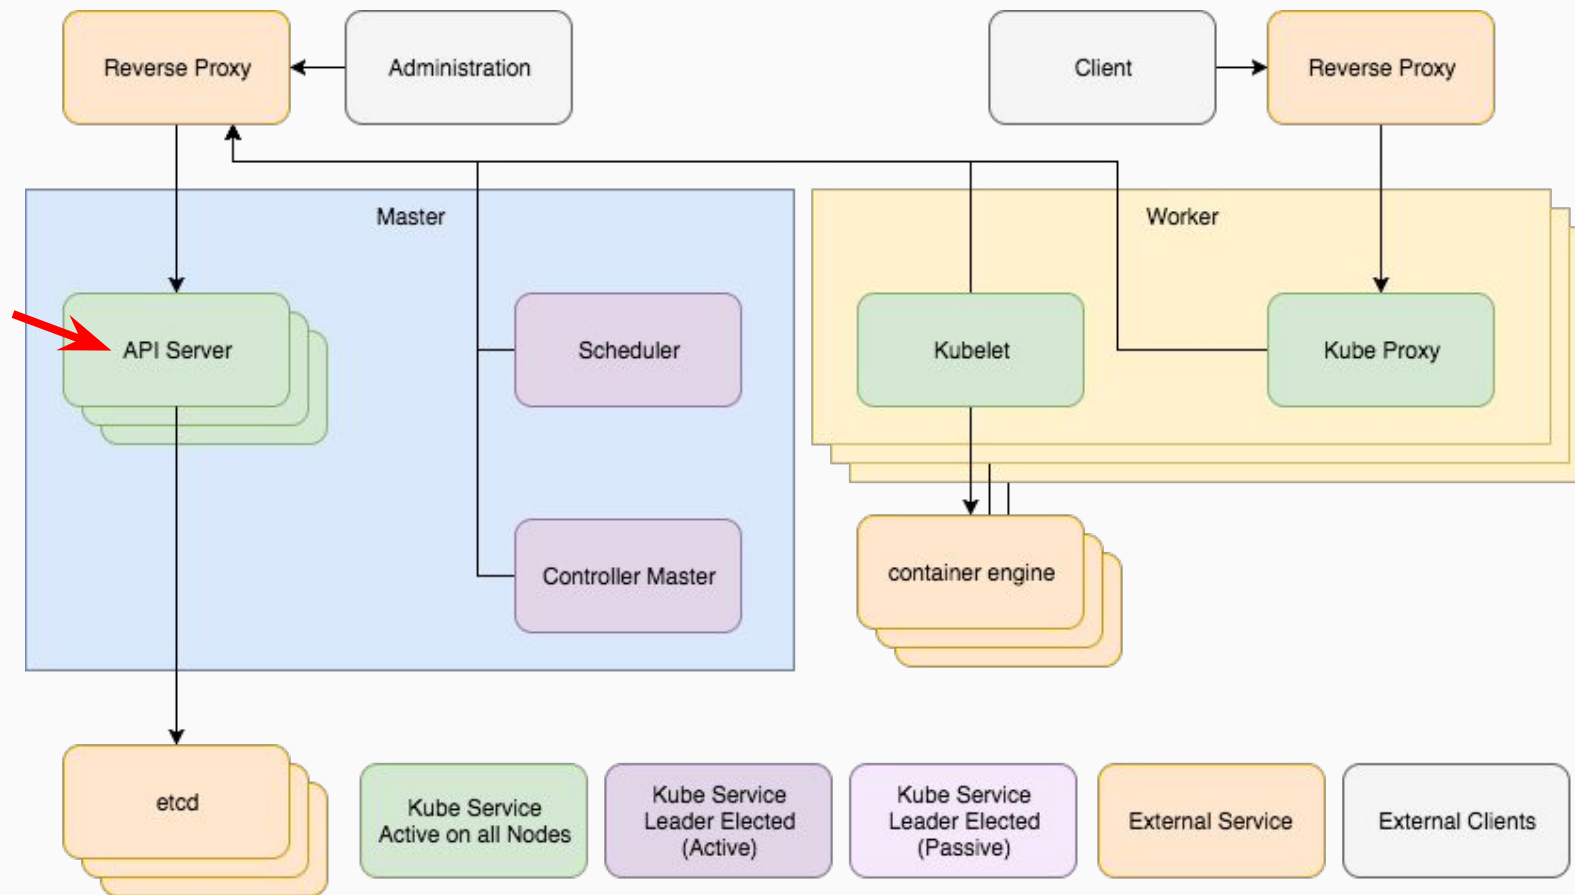 Reverse Proxy
Administration
Client
Reverse Proxy
Master
Worker
API Server
Scheduler
Kubelet
Kube Proxy
Controller Master
container engine
etcd
Kube Service
Active on all Nodes
Kube Service
Leader Elected
(Active)
Kube Service
Leader Elected
(Passive)
External Service
External Clients